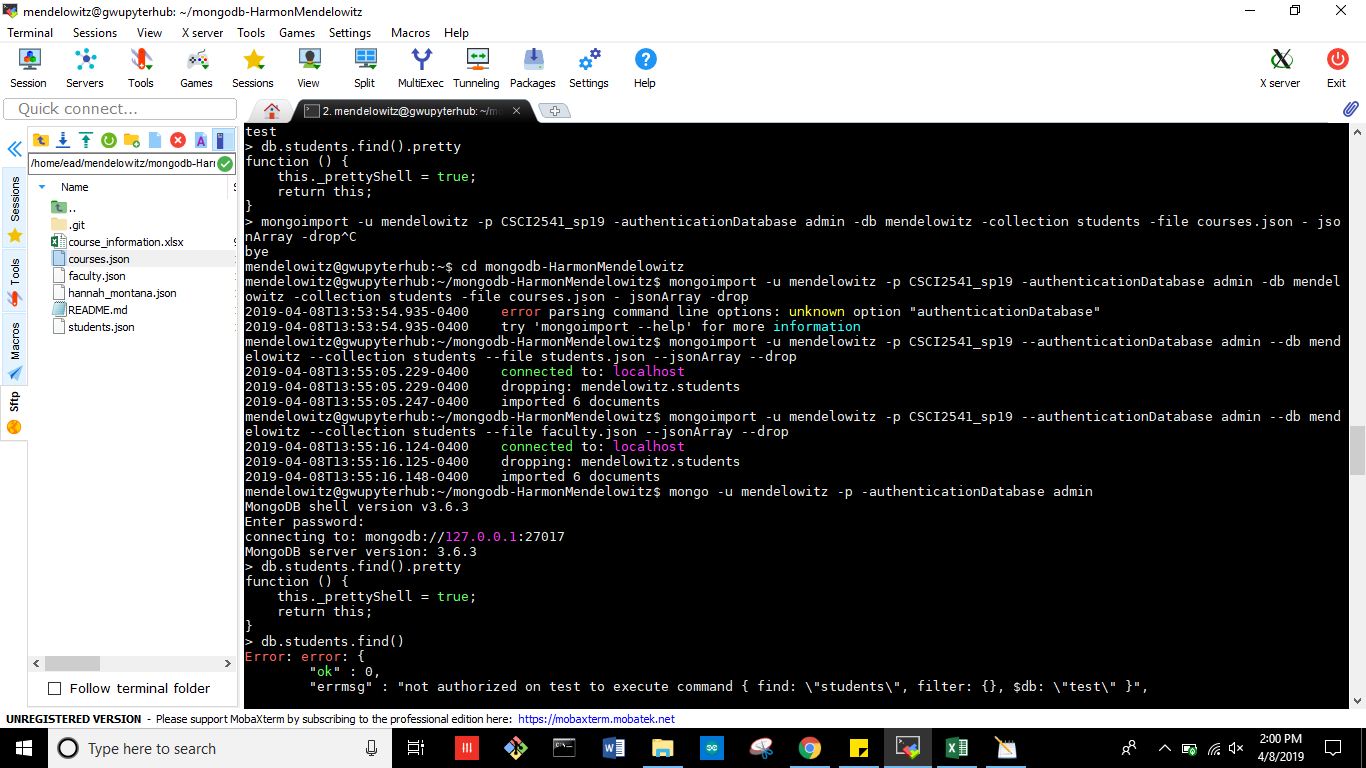 mendelowitz@gwupyterhub: ~/mongodb-HarmonMendelowitz
Terminal Sessions View X server Tools Games Settings Macros Help
Session Servers Tools Games Sessions View Split MultiExec Tunneling Packages Settings Help X server Exit
Quick connect...
2. mendelowitz@gwupyterhub: ~/m
/home/ead/mendelowitz/mongodb-Harr
Name
..
.git
course_information.xlsx
courses.json
faculty.json
hannah_montana.json
README.md
students.json
Sessions
Tools
Macros
Sftp
Follow terminal folder
test
> db.students.find().pretty
function () {
    this._prettyShell = true;
    return this;
}
> mongoimport -u mendelowitz -p CSCI2541_sp19 -authenticationDatabase admin -db mendelowitz -collection students -file courses.json - jso
nArray -drop^C
bye
mendelowitz@gwupyterhub:~$ cd mongodb-HarmonMendelowitz
mendelowitz@gwupyterhub:~/mongodb-HarmonMendelowitz$ mongoimport -u mendelowitz -p CSCI2541_sp19 -authenticationDatabase admin -db mendel
owitz -collection students -file courses.json - jsonArray -drop
2019-04-08T13:53:54.935-0400    error parsing command line options: unknown option "authenticationDatabase"
2019-04-08T13:53:54.935-0400    try 'mongoimport --help' for more information
mendelowitz@gwupyterhub:~/mongodb-HarmonMendelowitz$ mongoimport -u mendelowitz -p CSCI2541_sp19 --authenticationDatabase admin --db mend
elowitz --collection students --file students.json --jsonArray --drop
2019-04-08T13:55:05.229-0400    connected to: localhost
2019-04-08T13:55:05.229-0400    dropping: mendelowitz.students
2019-04-08T13:55:05.247-0400    imported 6 documents
mendelowitz@gwupyterhub:~/mongodb-HarmonMendelowitz$ mongoimport -u mendelowitz -p CSCI2541_sp19 --authenticationDatabase admin --db mend
elowitz --collection students --file faculty.json --jsonArray --drop
2019-04-08T13:55:16.124-0400    connected to: localhost
2019-04-08T13:55:16.125-0400    dropping: mendelowitz.students
2019-04-08T13:55:16.148-0400    imported 6 documents
mendelowitz@gwupyterhub:~/mongodb-HarmonMendelowitz$ mongo -u mendelowitz -p -authenticationDatabase admin
MongoDB shell version v3.6.3
Enter password:
connecting to: mongodb://127.0.0.1:27017
MongoDB server version: 3.6.3
> db.students.find().pretty
function () {
    this._prettyShell = true;
    return this;
}
> db.students.find()
Error: error: {
        "ok" : 0,
        "errmsg" : "not authorized on test to execute command { find: \"students\", filter: {}, $db: \"test\" }",
UNREGISTERED VERSION - Please support MobaXterm by subscribing to the professional edition here: https://mobaxterm.mobatek.net
Type here to search
2:00 PM
4/8/2019